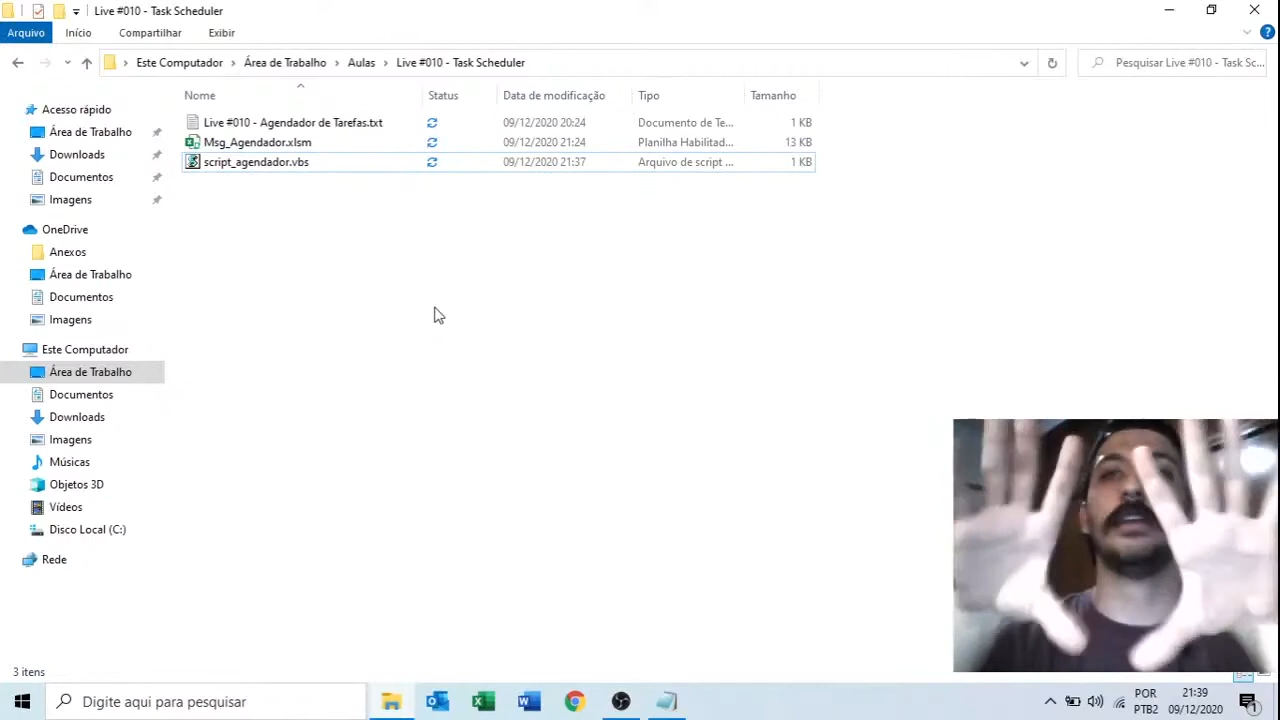 Live #010 - Task Scheduler
Arquivo Início Compartilhar Exibir
Este Computador Área de Trabalho Aulas Live #010 - Task Scheduler Pesquisar Live #010 - Task Sc...
Nome Status Data de modificação Tipo Tamanho
Live #010 - Agendador de Tarefas.txt 09/12/2020 20:24 Documento de Te... 1 KB
Msg_Agendador.xlsm 09/12/2020 21:24 Planilha Habilitad... 13 KB
script_agendador.vbs 09/12/2020 21:37 Arquivo de script ... 1 KB
Acesso rápido
Área de Trabalho
Downloads
Documentos
Imagens
OneDrive
Anexos
Área de Trabalho
Documentos
Imagens
Este Computador
Área de Trabalho
Documentos
Downloads
Imagens
Músicas
Objetos 3D
Vídeos
Disco Local (C:)
Rede
3 itens
Digite aqui para pesquisar
POR 21:39
PTB2 09/12/2020
1